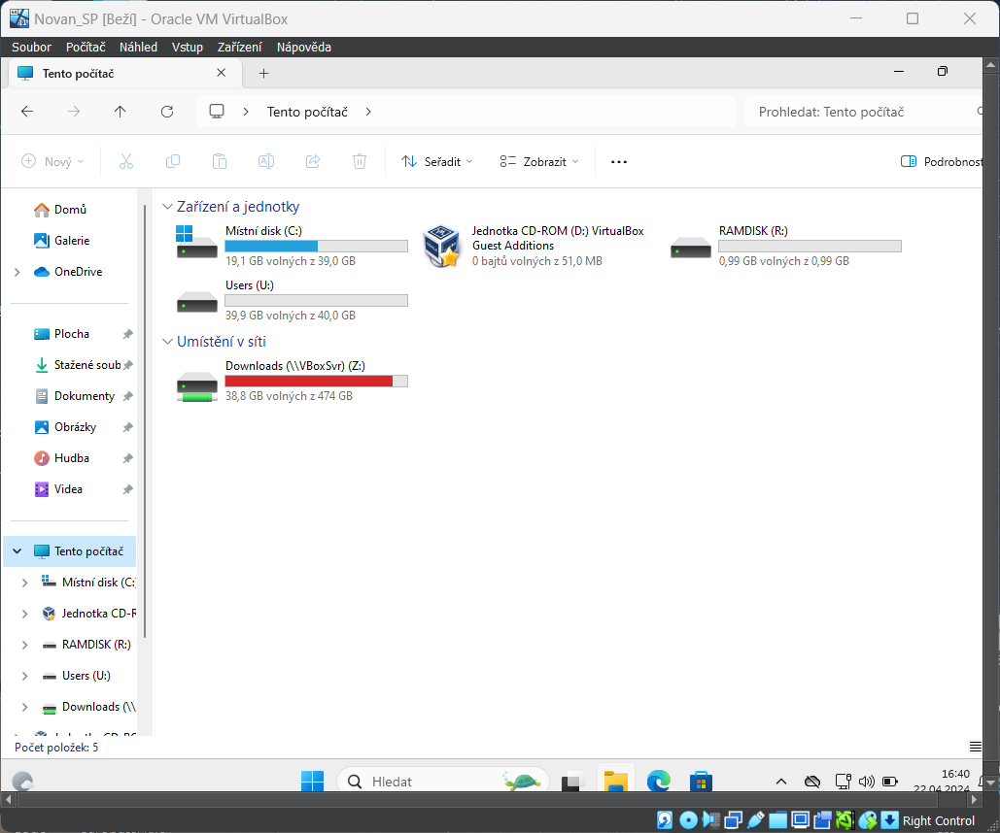 Novan_SP [Beží] - Oracle VM VirtualBox
Soubor Počítač Náhled Vstup Zařízení Nápověda
Tento počítač
Tento počítač
Prohledat: Tento počítač
Nový
Seřadit
Zobrazit
Podrobnost
Domů
Galerie
OneDrive
Plocha
Stažené soub
Dokumenty
Obrázky
Hudba
Videa
Tento počítač
Místní disk (C:
Jednotka CD-R
RAMDISK (R:)
Users (U:)
Downloads (\\
Zařízení a jednotky
Místní disk (C:)
19,1 GB volných z 39,0 GB
Jednotka CD-ROM (D:) VirtualBox
Guest Additions
0 bajtů volných z 51,0 MB
RAMDISK (R:)
0,99 GB volných z 0,99 GB
Users (U:)
39,9 GB volných z 40,0 GB
Umístění v síti
Downloads (\\VBoxSvr) (Z:)
38,8 GB volných z 474 GB
Počet položek: 5
Hledat
16:40
22.04.2024
Right Control